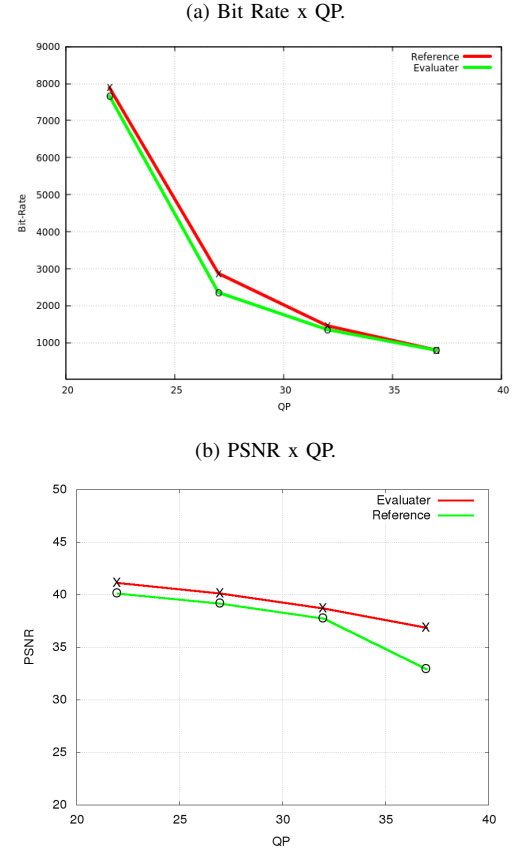 (a) Bit Rate x QP.
9000
8000
7000
6000
5000
4000
3000
2000
1000
Bit-Rate
Reference
Evaluater
20 25 30 35 40
QP
(b) PSNR x QP.
50
45
40
35
30
25
20
PSNR
Evaluater
Reference
20 25 30 35 40
QP